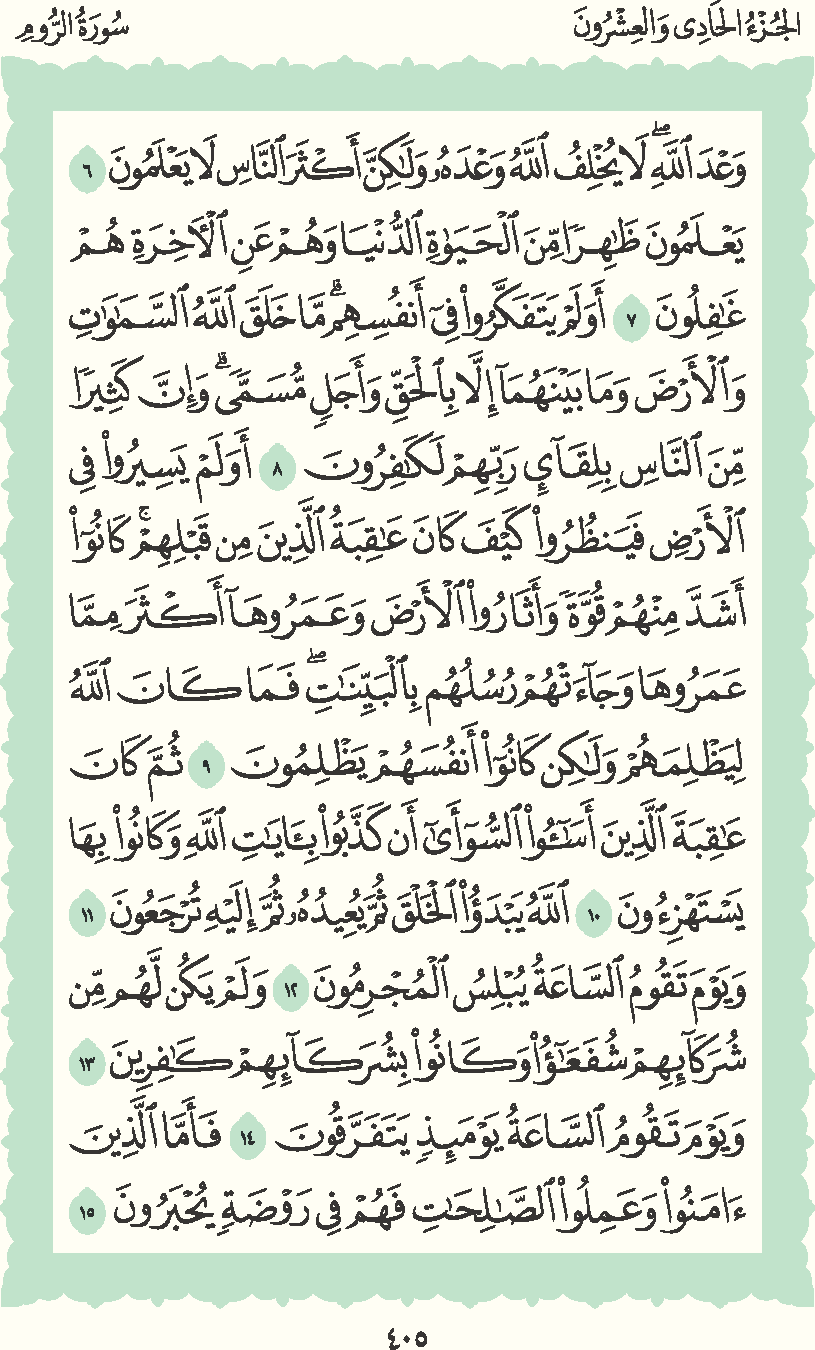 الجُزْءُ الحَادِى وَالعِشْرُونَ
سُورَةُ الرُّومِ
وَعْدَ ٱللَّهِۖ لَا يُخْلِفُ ٱللَّهُ وَعْدَهُۥ وَلَٰكِنَّ أَكْثَرَ ٱلنَّاسِ لَا يَعْلَمُونَ ٦
يَعْلَمُونَ ظَٰهِرًا مِّنَ ٱلْحَيَوٰةِ ٱلدُّنْيَا وَهُمْ عَنِ ٱلْأٓخِرَةِ هُمْ
غَٰفِلُونَ ٧ أَوَلَمْ يَتَفَكَّرُوا۟ فِىٓ أَنفُسِهِمۗ مَّا خَلَقَ ٱللَّهُ ٱلسَّمَٰوَٰتِ
وَٱلْأَرْضَ وَمَا بَيْنَهُمَآ إِلَّا بِٱلْحَقِّ وَأَجَلٍ مُّسَمًّىۗ وَإِنَّ كَثِيرًا
مِّنَ ٱلنَّاسِ بِلِقَآئِ رَبِّهِمْ لَكَٰفِرُونَ ٨ أَوَلَمْ يَسِيرُوا۟ فِى
ٱلْأَرْضِ فَيَنظُرُوا۟ كَيْفَ كَانَ عَٰقِبَةُ ٱلَّذِينَ مِن قَبْلِهِمْۚ كَانُوٓا۟
أَشَدَّ مِنْهُمْ قُوَّةً وَأَثَارُوا۟ ٱلْأَرْضَ وَعَمَرُوهَآ أَكْثَرَ مِمَّا
عَمَرُوهَا وَجَآءَتْهُمْ رُسُلُهُم بِٱلْبَيِّنَٰتِۖ فَمَا كَانَ ٱللَّهُ
لِيَظْلِمَهُمْ وَلَٰكِن كَانُوٓا۟ أَنفُسَهُمْ يَظْلِمُونَ ٩ ثُمَّ كَانَ
عَٰقِبَةَ ٱلَّذِينَ أَسَٰٓـُٔوا۟ ٱلسُّوٓأَىٰٓ أَن كَذَّبُوا۟ بِـَٔايَٰتِ ٱللَّهِ وَكَانُوا۟ بِهَا
يَسْتَهْزِءُونَ ١٠ ٱللَّهُ يَبْدَؤُا۟ ٱلْخَلْقَ ثُمَّ يُعِيدُهُۥ ثُمَّ إِلَيْهِ تُرْجَعُونَ ١١
وَيَوْمَ تَقُومُ ٱلسَّاعَةُ يُبْلِسُ ٱلْمُجْرِمُونَ ١٢ وَلَمْ يَكُن لَّهُم مِّن
شُرَكَآئِهِمْ شُفَعَٰٓؤُا۟ وَكَانُوا۟ بِشُرَكَآئِهِمْ كَٰفِرِينَ ١٣
وَيَوْمَ تَقُومُ ٱلسَّاعَةُ يَوْمَئِذٍ يَتَفَرَّقُونَ ١٤ فَأَمَّا ٱلَّذِينَ
ءَامَنُوا۟ وَعَمِلُوا۟ ٱلصَّٰلِحَٰتِ فَهُمْ فِى رَوْضَةٍ يُحْبَرُونَ ١٥
٤٠٥